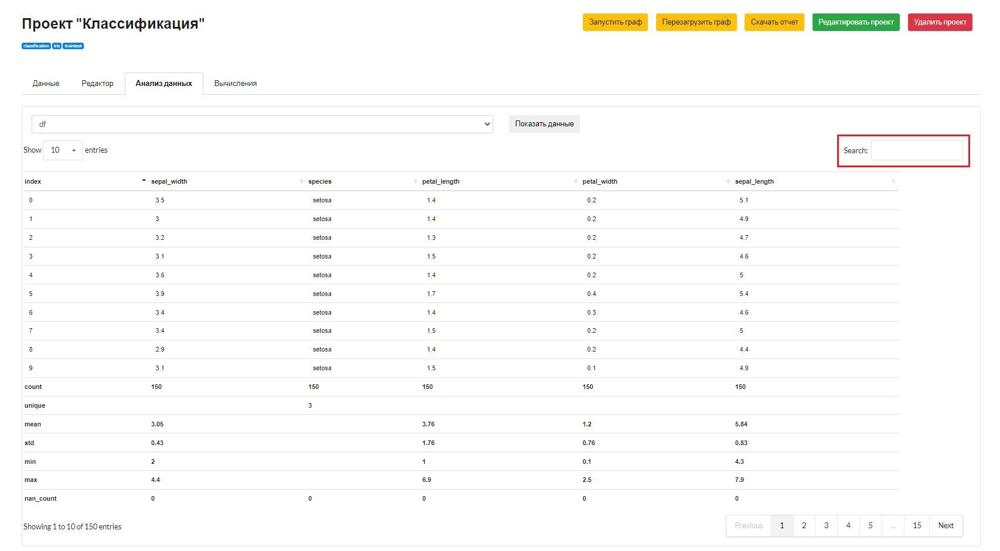 Проект "Классификация"
Запустить граф Перезагрузить граф Скачать отчет Редактировать проект Удалить проект
classification iris traintest
Данные Редактор Анализ данных Вычисления
df Показать данные
Show 10 entries Search:
index sepal_width species petal_length petal_width sepal_length
0 3.5 setosa 1.4 0.2 5.1
1 3 setosa 1.4 0.2 4.9
2 3.2 setosa 1.3 0.2 4.7
3 3.1 setosa 1.5 0.2 4.6
4 3.6 setosa 1.4 0.2 5
5 3.9 setosa 1.7 0.4 5.4
6 3.4 setosa 1.4 0.3 4.6
7 3.4 setosa 1.5 0.2 5
8 2.9 setosa 1.4 0.2 4.4
9 3.1 setosa 1.5 0.1 4.9
count 150 150 150 150 150
unique 3
mean 3.05 3.76 1.2 5.84
std 0.43 1.76 0.76 0.83
min 2 1 0.1 4.3
max 4.4 6.9 2.5 7.9
nan_count 0 0 0 0 0
Showing 1 to 10 of 150 entries Previous 1 2 3 4 5 ... 15 Next